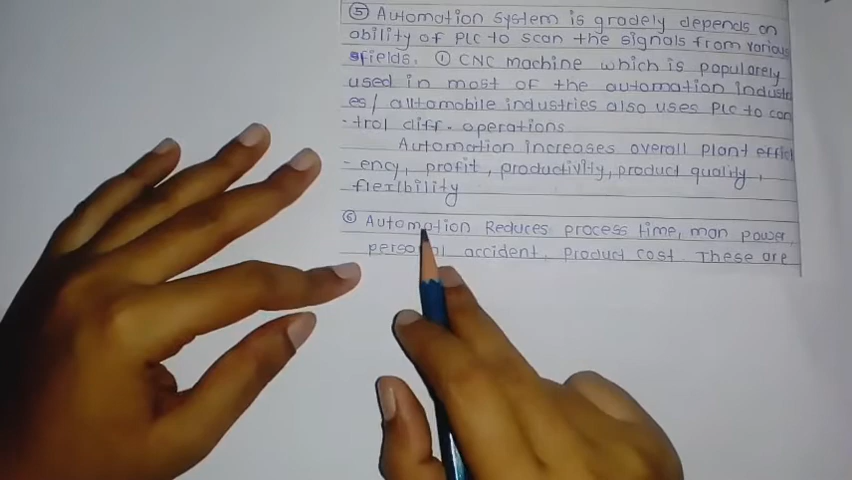 ⑤ Automation System is gradely depends on
ability of PLC to scan the signals from various
fields. ① CNC machine which is popularely
used in most of the automation industr
es/ alltomobile industries also uses PLC to con
-trol diff. operations
Automation increases overall plant effici
-ency, profit, productivity, product quality,
flexibility
⑥ Automation Reduces process time, man power,
personal accident, Product cost. These are